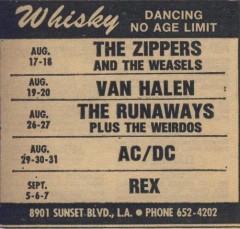 Whisky
DANCING
NO AGE LIMIT
AUG.
17-18
THE ZIPPERS
AND THE WEASELS
AUG.
19-20
VAN HALEN
AUG.
26-27
THE RUNAWAYS
PLUS THE WEIRDOS
AUG.
29-30-31
AC/DC
SEPT.
5-6-7
REX
8901 SUNSET BLVD., L.A. • PHONE 652-4202